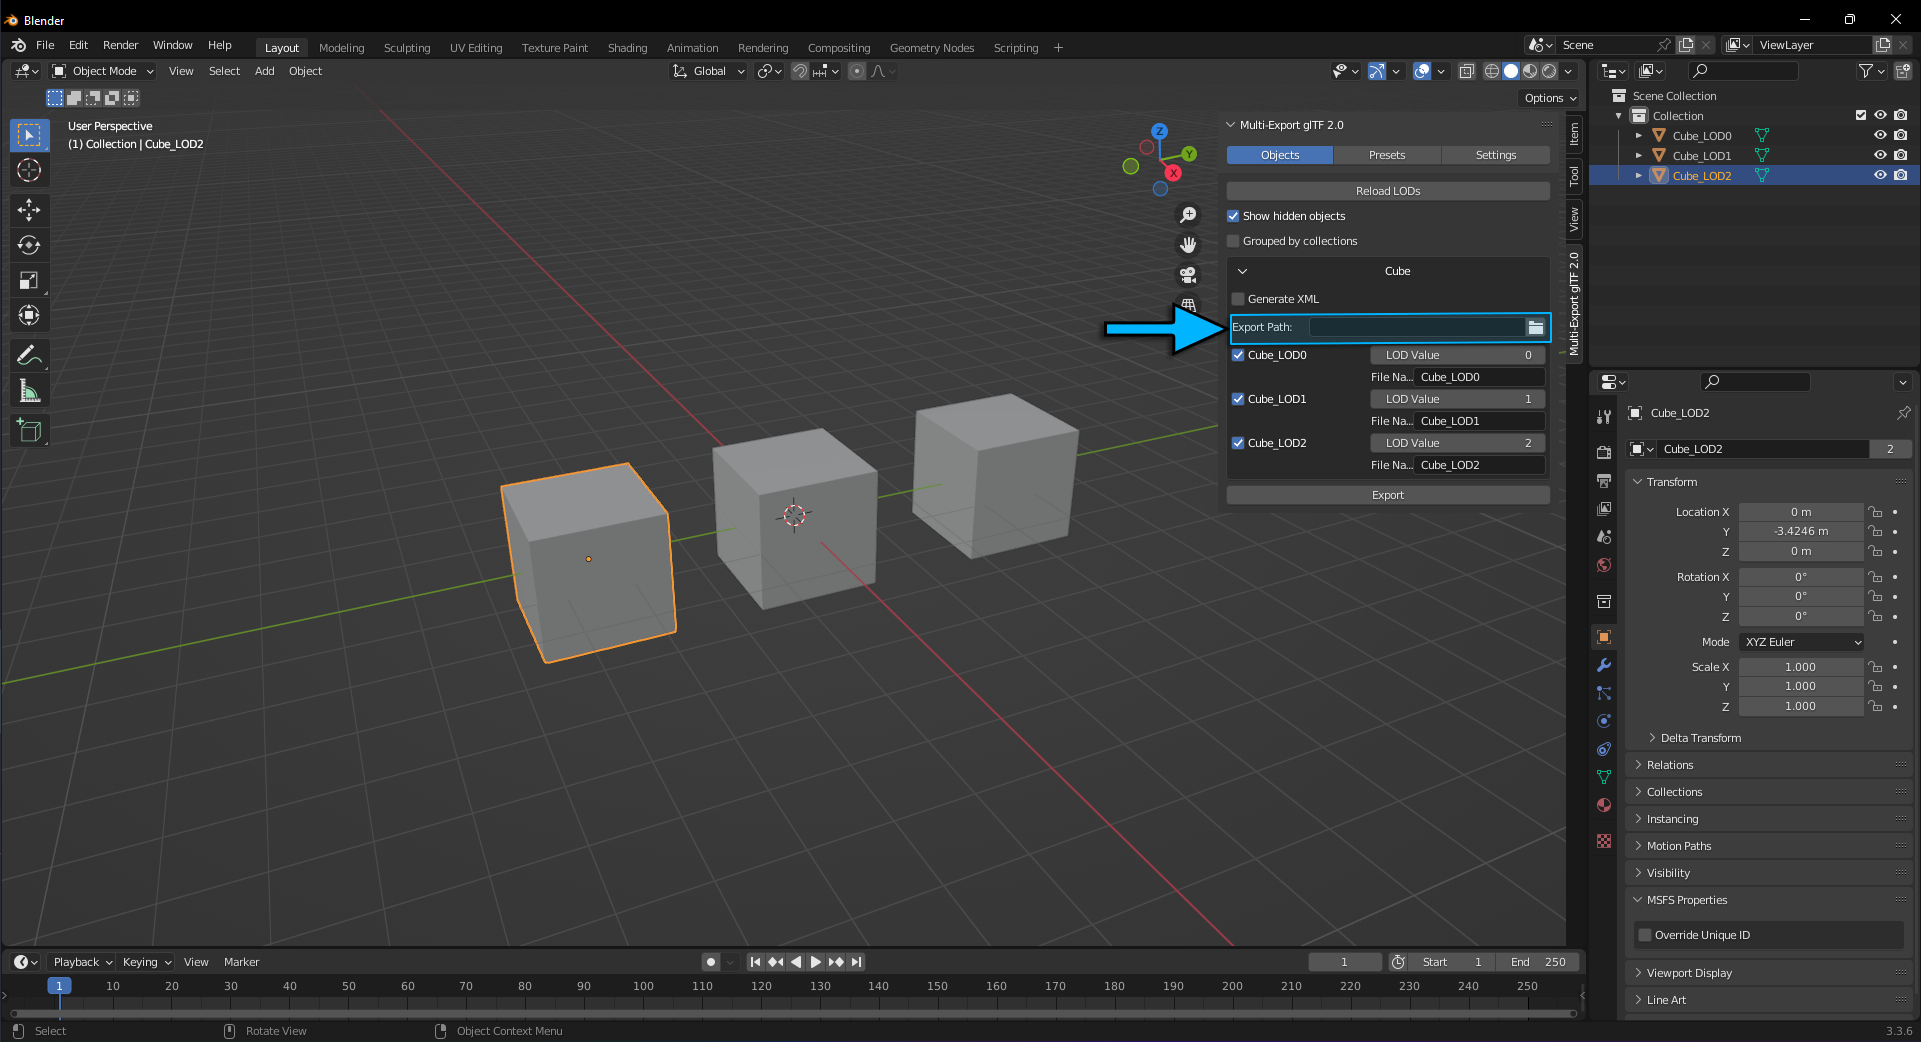 Blender
File Edit Render Window Help Layout Modeling Sculpting UV Editing Texture Paint Shading Animation Rendering Compositing Geometry Nodes Scripting + Scene ViewLayer
Object Mode View Select Add Object Global
Options
User Perspective
(1) Collection | Cube_LOD2
Z
Y
X
Multi-Export glTF 2.0
Objects Presets Settings
Reload LODs
Show hidden objects
Grouped by collections
Cube
Generate XML
Export Path:
Cube_LOD0 LOD Value 0
File Na... Cube_LOD0
Cube_LOD1 LOD Value 1
File Na... Cube_LOD1
Cube_LOD2 LOD Value 2
File Na... Cube_LOD2
Export
Item
Tool
View
Multi-Export glTF 2.0
Scene Collection
Collection
Cube_LOD0
Cube_LOD1
Cube_LOD2
Cube_LOD2
Cube_LOD2 2
Transform
Location X 0 m
Y -3.4246 m
Z 0 m
Rotation X 0°
Y 0°
Z 0°
Mode XYZ Euler
Scale X 1.000
Y 1.000
Z 1.000
Delta Transform
Relations
Collections
Instancing
Motion Paths
Visibility
MSFS Properties
Override Unique ID
Viewport Display
Line Art
Playback Keying View Marker 1 Start 1 End 250
1 10 20 30 40 50 60 70 80 90 100 110 120 130 140 150 160 170 180 190 200 210 220 230 240 250
Select Rotate View Object Context Menu 3.3.6